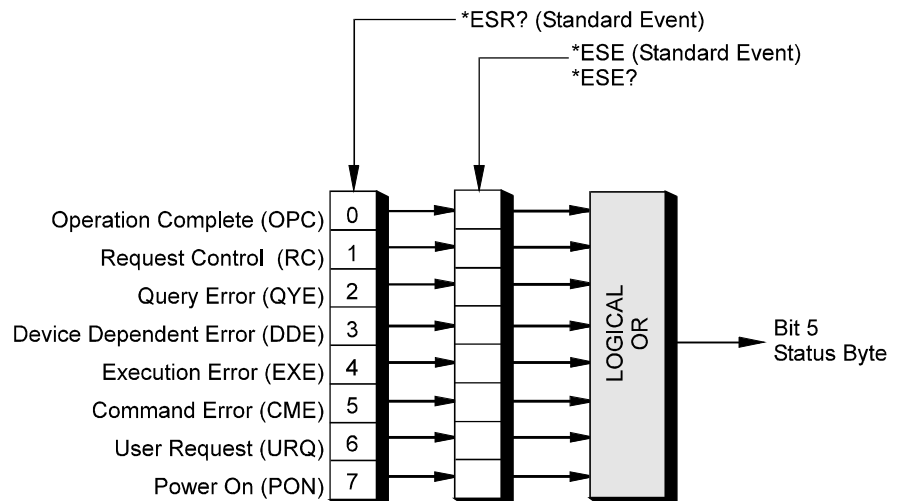 *ESR? (Standard Event)
*ESE (Standard Event)
*ESE?
Operation Complete (OPC) 0
Request Control (RC) 1
Query Error (QYE) 2
Device Dependent Error (DDE) 3
Execution Error (EXE) 4
Command Error (CME) 5
User Request (URQ) 6
Power On (PON) 7
LOGICAL
OR
Bit 5
Status Byte